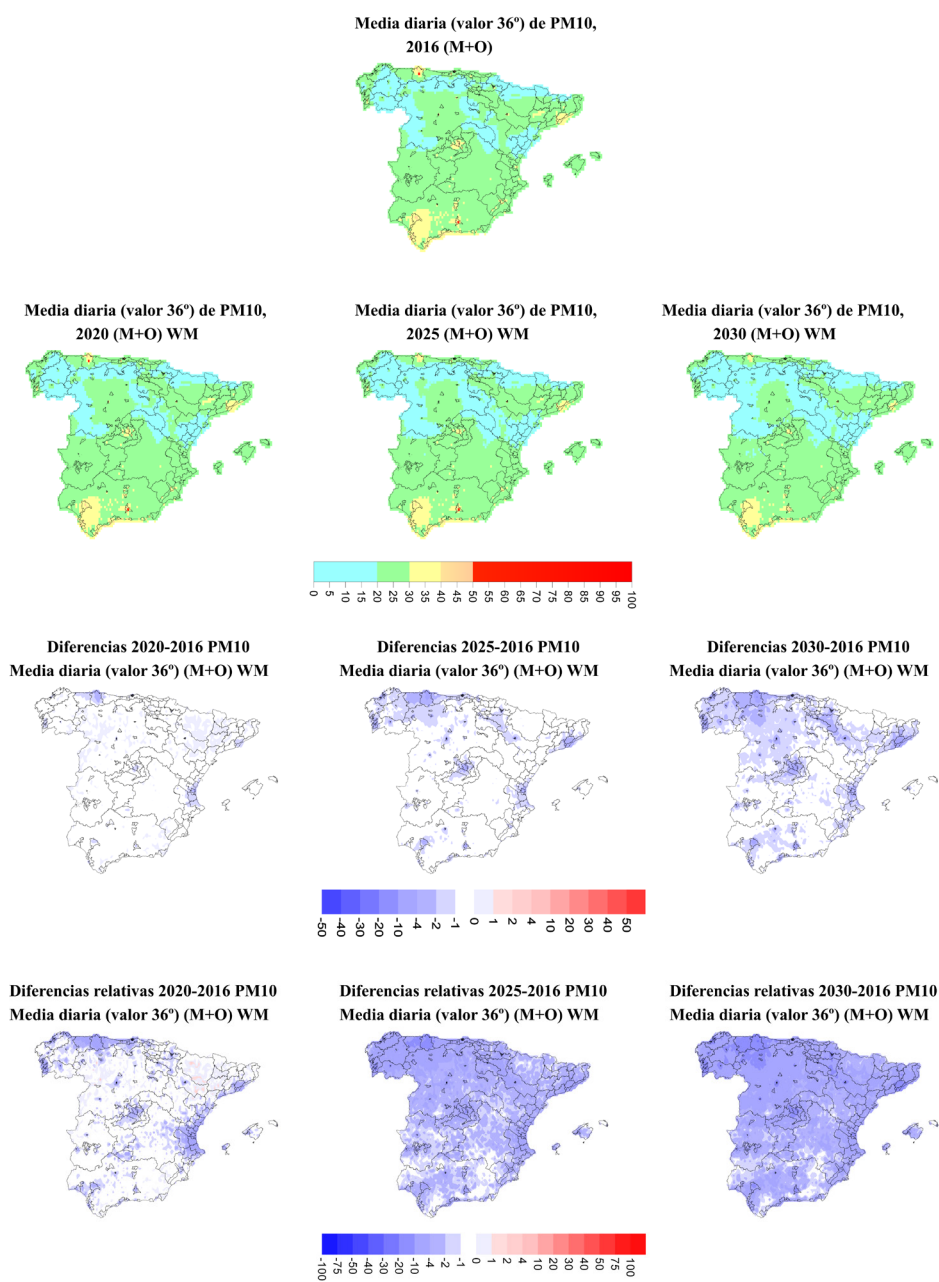 Media diaria (valor 36º) de PM10,
2016 (M+O)
Media diaria (valor 36º) de PM10,
2020 (M+O) WM
Media diaria (valor 36º) de PM10,
2025 (M+O) WM
Media diaria (valor 36º) de PM10,
2030 (M+O) WM
0 5 10 15 20 25 30 35 40 45 50 55 60 65 70 75 80 85 90 95 100
Diferencias 2020-2016 PM10
Media diaria (valor 36º) (M+O) WM
Diferencias 2025-2016 PM10
Media diaria (valor 36º) (M+O) WM
Diferencias 2030-2016 PM10
Media diaria (valor 36º) (M+O) WM
-50 -40 -30 -20 -10 -4 -2 -1 0 1 2 4 10 20 30 40 50
Diferencias relativas 2020-2016 PM10
Media diaria (valor 36º) (M+O) WM
Diferencias relativas 2025-2016 PM10
Media diaria (valor 36º) (M+O) WM
Diferencias relativas 2030-2016 PM10
Media diaria (valor 36º) (M+O) WM
-100 -75 -50 -40 -30 -20 -10 -4 -2 -1 0 1 2 4 10 20 30 40 50 75 100